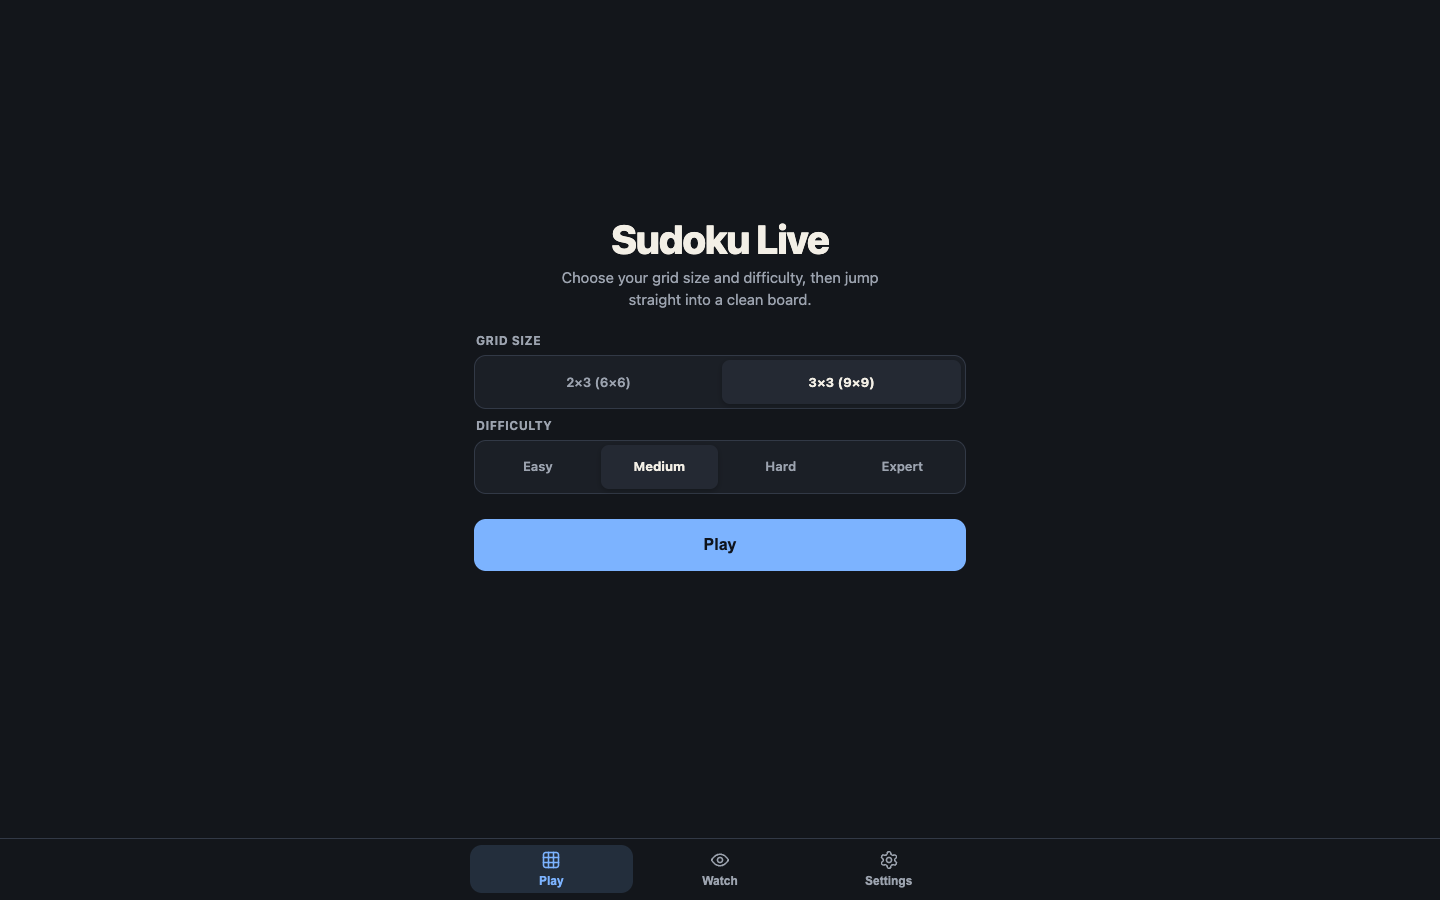 Sudoku Live
Choose your grid size and difficulty, then jump
straight into a clean board.
GRID SIZE
2×3 (6×6)
3×3 (9×9)
DIFFICULTY
Easy
Medium
Hard
Expert
Play
Play
Watch
Settings